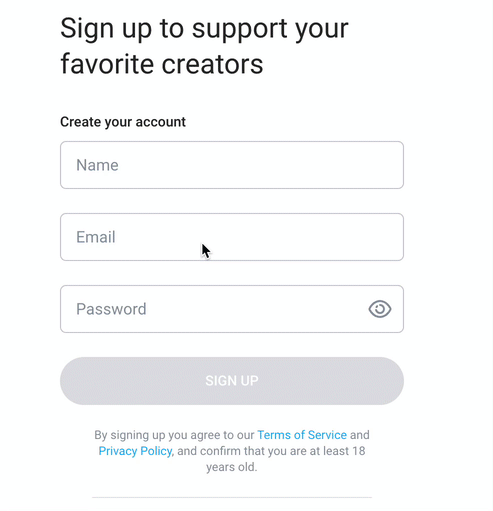 Sign up to support your
favorite creators
Create your account
Name
Email
Password
SIGN UP
By signing up you agree to our Terms of Service and
Privacy Policy, and confirm that you are at least 18
years old.